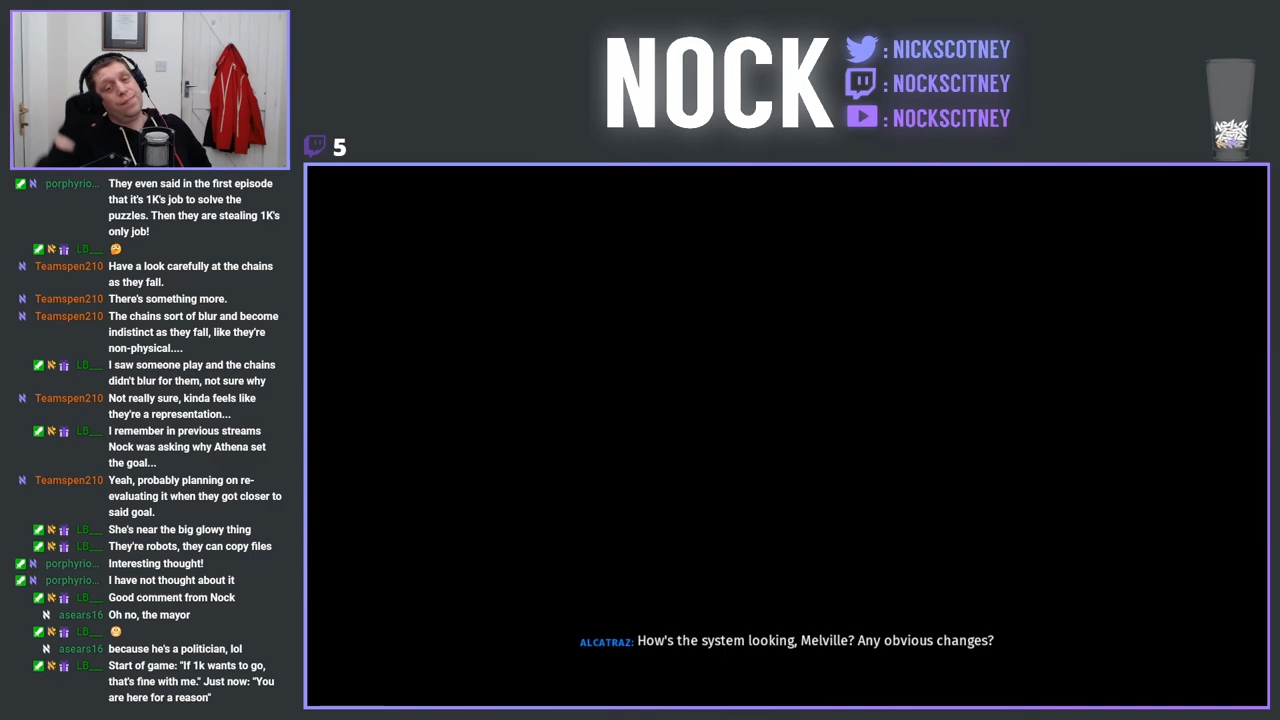 NOCK
: NICKSCOTNEY
: NOCKSCITNEY
: NOCKSCITNEY
5
porphyrio... They even said in the first episode
that it's 1K's job to solve the
puzzles. Then they are stealing 1K's
only job!
LB__
Teamspen210 Have a look carefully at the chains
as they fall.
Teamspen210 There's something more.
Teamspen210 The chains sort of blur and become
indistinct as they fall, like they're
non-physical....
LB__ I saw someone play and the chains
didn't blur for them, not sure why
Teamspen210 Not really sure, kinda feels like
they're a representation...
LB__ I remember in previous streams
Nock was asking why Athena set
the goal...
Teamspen210 Yeah, probably planning on re-
evaluating it when they got closer to
said goal.
LB__ She's near the big glowy thing
LB__ They're robots, they can copy files
porphyrio... Interesting thought!
porphyrio... I have not thought about it
LB__ Good comment from Nock
asears16 Oh no, the mayor
LB__
asears16 because he's a politician, lol
LB__ Start of game: "If 1k wants to go,
that's fine with me." Just now: "You
are here for a reason"
ALCATRAZ: How's the system looking, Melville? Any obvious changes?